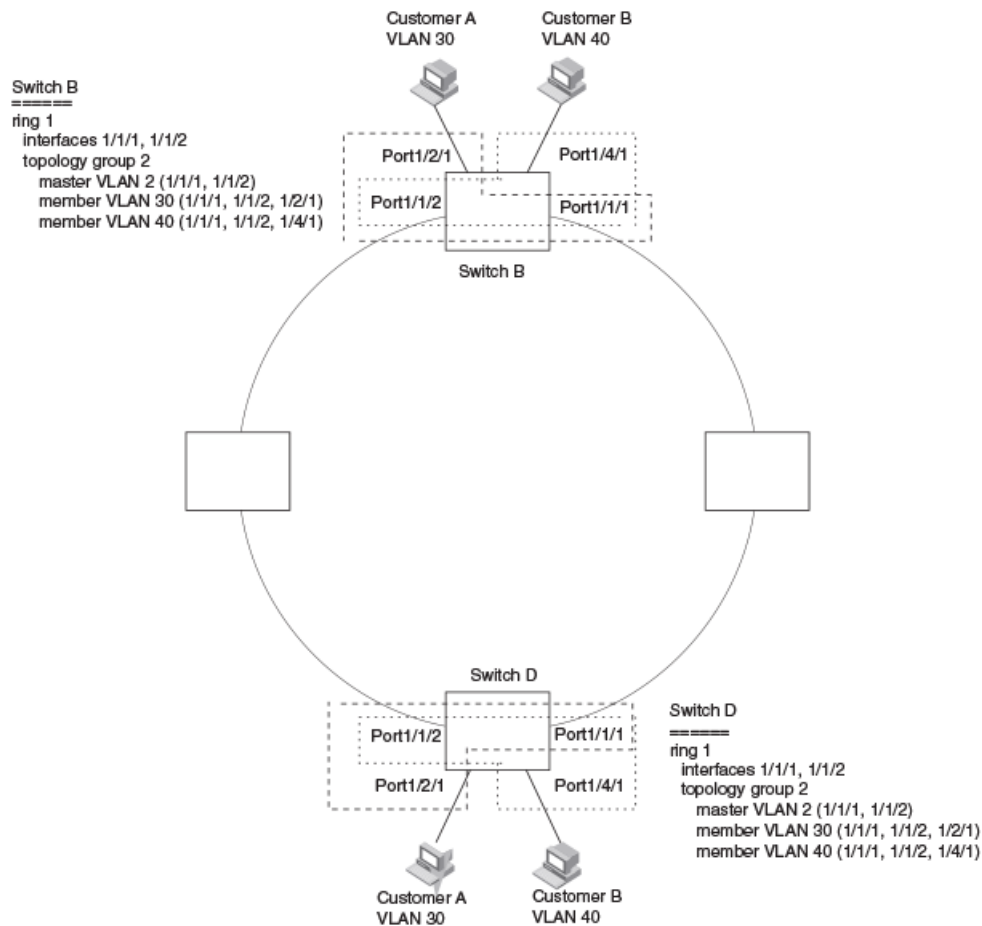 Customer A
VLAN 30
Customer B
VLAN 40
Switch B
======
ring 1
interfaces 1/1/1, 1/1/2
topology group 2
master VLAN 2 (1/1/1, 1/1/2)
member VLAN 30 (1/1/1, 1/1/2, 1/2/1)
member VLAN 40 (1/1/1, 1/1/2, 1/4/1)
Port1/2/1
Port1/4/1
Port1/1/2
Port1/1/1
Switch B
Switch D
Port1/1/2
Port1/1/1
Port1/2/1
Port1/4/1
Switch D
======
ring 1
interfaces 1/1/1, 1/1/2
topology group 2
master VLAN 2 (1/1/1, 1/1/2)
member VLAN 30 (1/1/1, 1/1/2, 1/2/1)
member VLAN 40 (1/1/1, 1/1/2, 1/4/1)
Customer A
VLAN 30
Customer B
VLAN 40